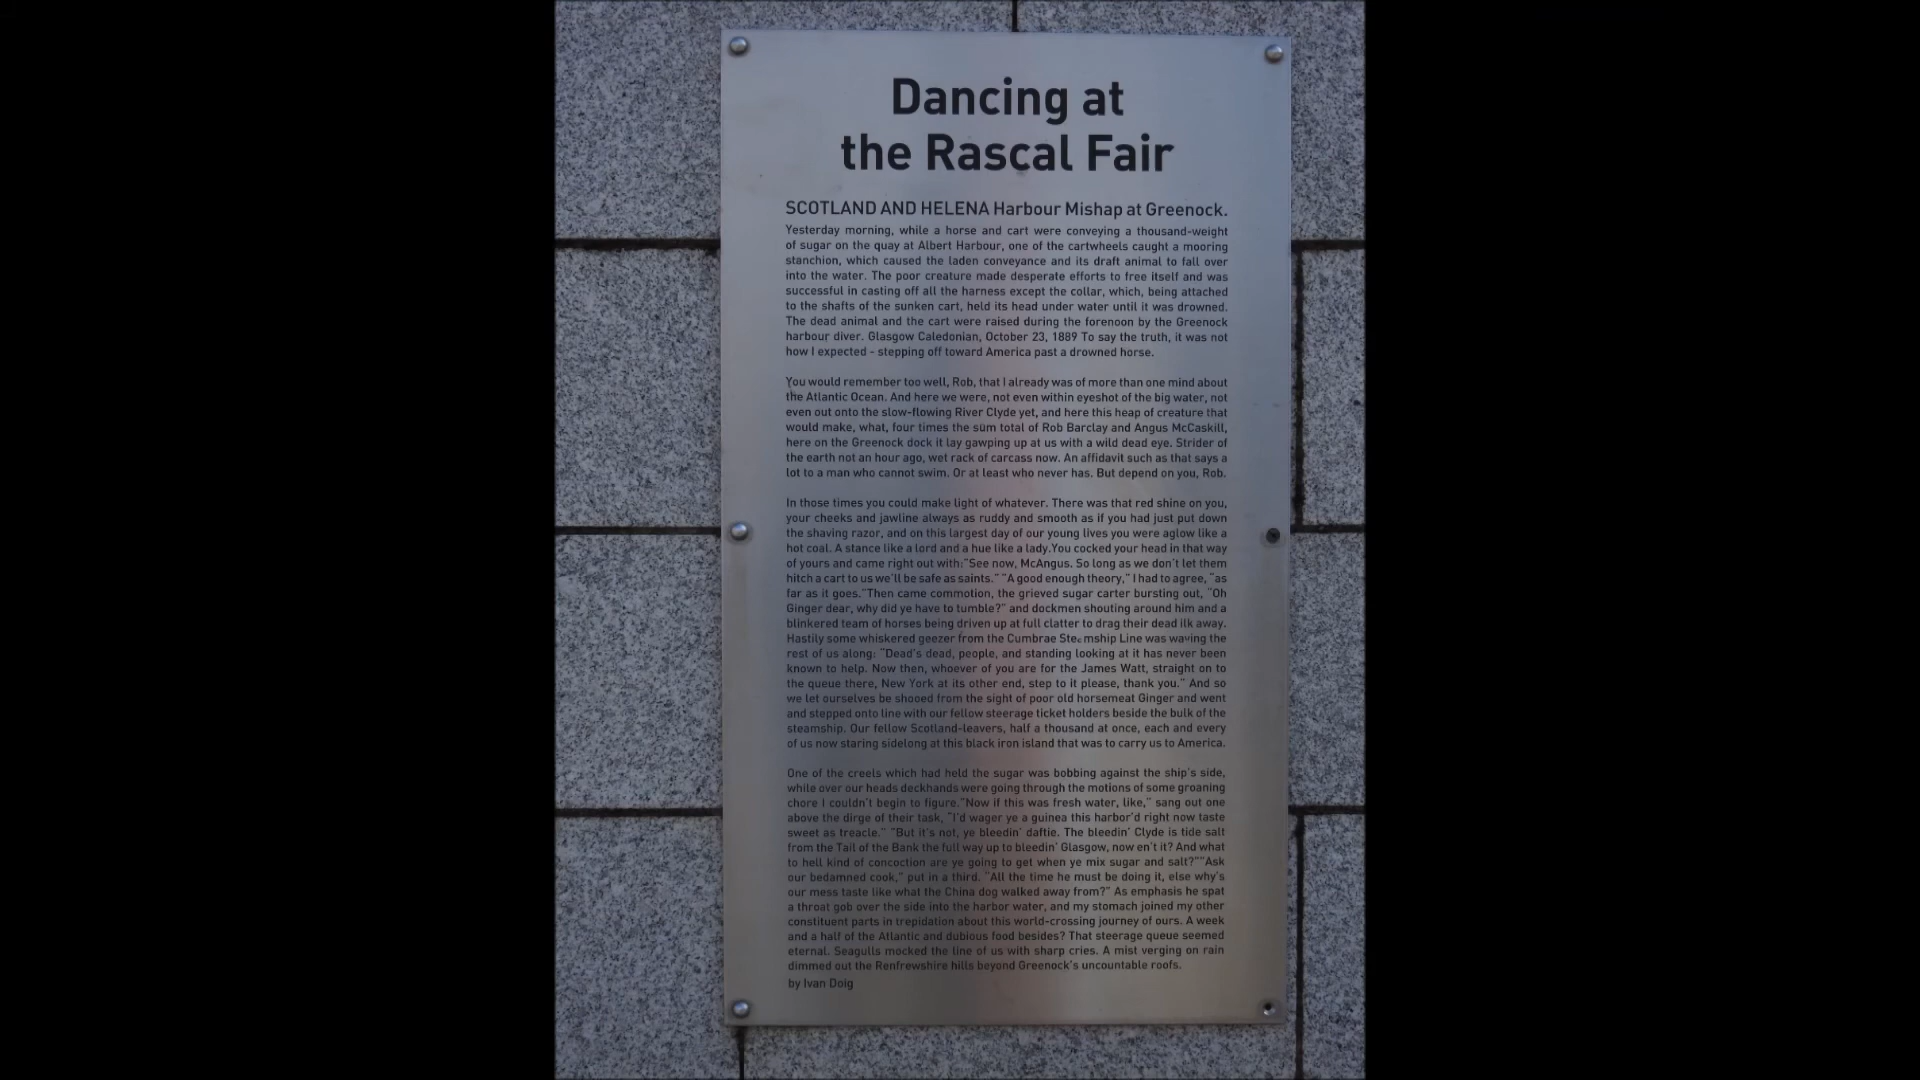 Dancing at
the Rascal Fair
SCOTLAND AND HELENA Harbour Mishap at Greenock.
Yesterday morning, while a horse and cart were conveying a thousand-weight
of sugar on the quay at Albert Harbour, one of the cartwheels caught a mooring
stanchion, which caused the laden conveyance and its draft animal to fall over
into the water. The poor creature made desperate efforts to free itself and was
successful in casting off all the harness except the collar, which, being attached
to the shafts of the sunken cart, held its head under water until it was drowned.
The dead animal and the cart were raised during the forenoon by the Greenock
harbour diver. Glasgow Caledonian, October 23, 1889 To say the truth, it was not
how I expected - stepping off toward America past a drowned horse.
You would remember too well, Rob, that I already was of more than one mind about
the Atlantic Ocean. And here we were, not even within eyeshot of the big water, not
even out onto the slow-flowing River Clyde yet, and here this heap of creature that
would make, what, four times the sum total of Rob Barclay and Angus McCaskill,
here on the Greenock dock it lay gawping up at us with a wild dead eye. Strider of
the earth not an hour ago, wet rack of carcass now. An affidavit such as that says a
lot to a man who cannot swim. Or at least who never has. But depend on you, Rob.
In those times you could make light of whatever. There was that red shine on you,
your cheeks and jawline always as ruddy and smooth as if you had just put down
the shaving razor, and on this largest day of our young lives you were aglow like a
hot coal. A stance like a lord and a hue like a lady.You cocked your head in that way
of yours and came right out with:"See now, McAngus. So long as we don't let them
hitch a cart to us we'll be safe as saints." "A good enough theory," I had to agree, "as
far as it goes."Then came commotion, the grieved sugar carter bursting out, "Oh
Ginger dear, why did ye have to tumble?" and dockmen shouting around him and a
blinkered team of horses being driven up at full clatter to drag their dead ilk away.
Hastily some whiskered geezer from the Cumbrae Steamship Line was waving the
rest of us along: "Dead's dead, people, and standing looking at it has never been
known to help. Now then, whoever of you are for the James Watt, straight on to
the queue there, New York at its other end, step to it please, thank you." And so
we let ourselves be shooed from the sight of poor old horsemeat Ginger and went
and stepped onto line with our fellow steerage ticket holders beside the bulk of the
steamship. Our fellow Scotland-leavers, half a thousand at once, each and every
of us now staring sidelong at this black iron island that was to carry us to America.
One of the creels which had held the sugar was bobbing against the ship's side,
while over our heads deckhands were going through the motions of some groaning
chore I couldn't begin to figure."Now if this was fresh water, like," sang out one
above the dirge of their task, "I'd wager ye a guinea this harbor'd right now taste
sweet as treacle." "But it's not, ye bleedin' daftie. The bleedin' Clyde is tide salt
from the Tail of the Bank the full way up to bleedin' Glasgow, now en't it? And what
to hell kind of concoction are ye going to get when ye mix sugar and salt?""Ask
our bedamned cook," put in a third. "All the time he must be doing it, else why's
our mess taste like what the China dog walked away from?" As emphasis he spat
a throat gob over the side into the harbor water, and my stomach joined my other
constituent parts in trepidation about this world-crossing journey of ours. A week
and a half of the Atlantic and dubious food besides? That steerage queue seemed
eternal. Seagulls mocked the line of us with sharp cries. A mist verging on rain
dimmed out the Renfrewshire hills beyond Greenock's uncountable roofs.
by Ivan Doig